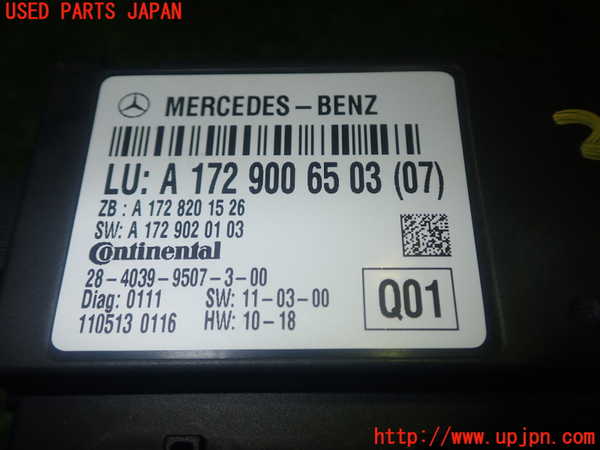 USED PARTS JAPAN
MERCEDES-BENZ
LU: A 172 900 65 03 (07)
ZB : A 172 820 15 26
SW: A 172 902 01 03
Continental
28-4039-9507-3-00
Diag: 0111 SW: 11-03-00
110513 0116 HW: 10-18
Q01
http://www.upjpn.com/